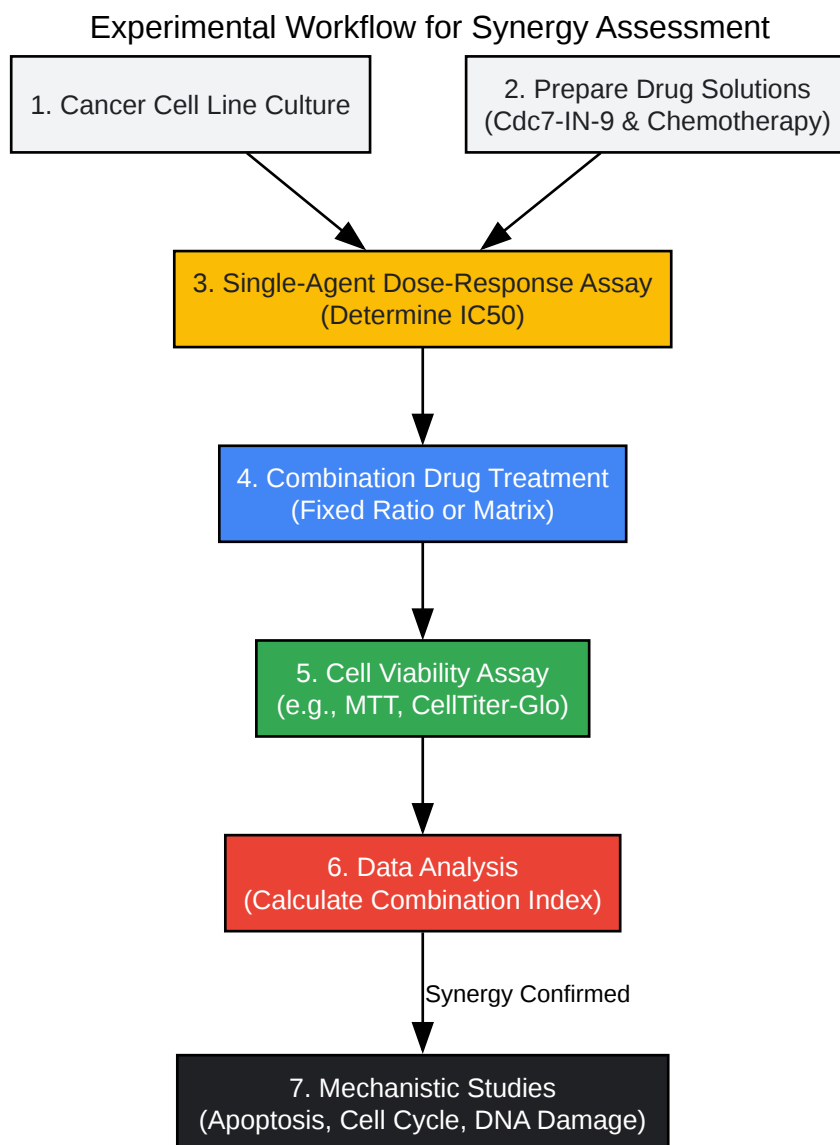 Experimental Workflow for Synergy Assessment
1. Cancer Cell Line Culture
2. Prepare Drug Solutions
(Cdc7-IN-9 & Chemotherapy)
3. Single-Agent Dose-Response Assay
(Determine IC50)
4. Combination Drug Treatment
(Fixed Ratio or Matrix)
5. Cell Viability Assay
(e.g., MTT, CellTiter-Glo)
6. Data Analysis
(Calculate Combination Index)
Synergy Confirmed
7. Mechanistic Studies
(Apoptosis, Cell Cycle, DNA Damage)